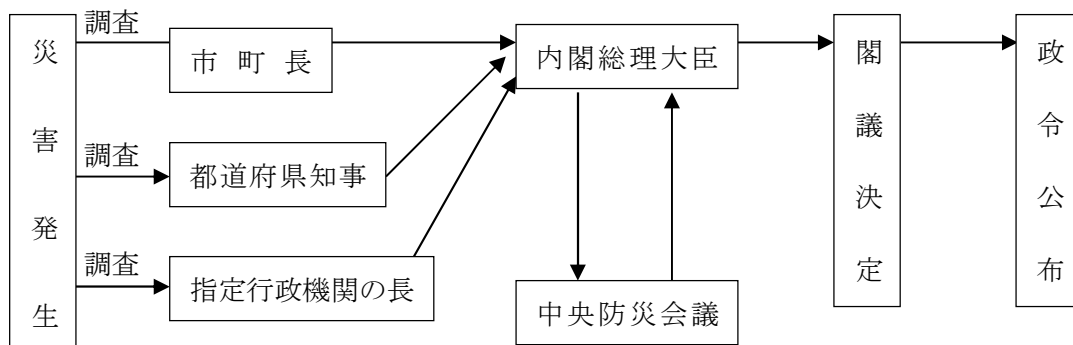 災害発生
調査
市町長
調査
都道府県知事
調査
指定行政機関の長
内閣総理大臣
中央防災会議
閣議決定
政令公布